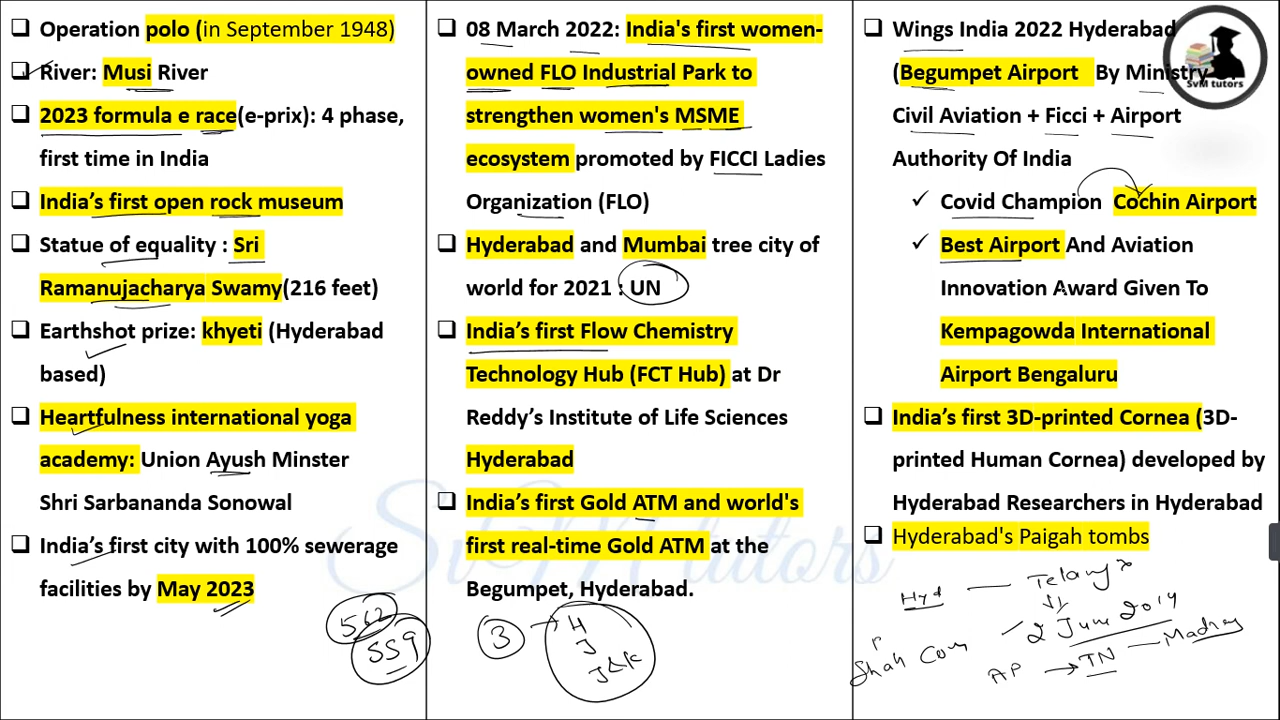 Operation polo (in September 1948)
River: Musi River
2023 formula e race(e-prix): 4 phase,
first time in India
India’s first open rock museum
Statue of equality : Sri
Ramanujacharya Swamy(216 feet)
Earthshot prize: khyeti (Hyderabad
based)
Heartfulness international yoga
academy: Union Ayush Minster
Shri Sarbananda Sonowal
India’s first city with 100% sewerage
facilities by May 2023
562
559
08 March 2022: India's first women-
owned FLO Industrial Park to
strengthen women's MSME
ecosystem promoted by FICCI Ladies
Organization (FLO)
Hyderabad and Mumbai tree city of
world for 2021 : UN
India’s first Flow Chemistry
Technology Hub (FCT Hub) at Dr
Reddy’s Institute of Life Sciences
Hyderabad
India’s first Gold ATM and world's
first real-time Gold ATM at the
Begumpet, Hyderabad.
3 → H
J
J&K
Wings India 2022 Hyderabad
(Begumpet Airport By Ministry
Civil Aviation + Ficci + Airport
Authority Of India
✓ Covid Champion Cochin Airport
✓ Best Airport And Aviation
Innovation Award Given To
Kempagowda International
Airport Bengaluru
India’s first 3D-printed Cornea (3D-
printed Human Cornea) developed by
Hyderabad Researchers in Hyderabad
Hyderabad's Paigah tombs
Hyd
2 June 2014
Shah Com
AP → TN — Madras
SvM tutors
SvM tutors